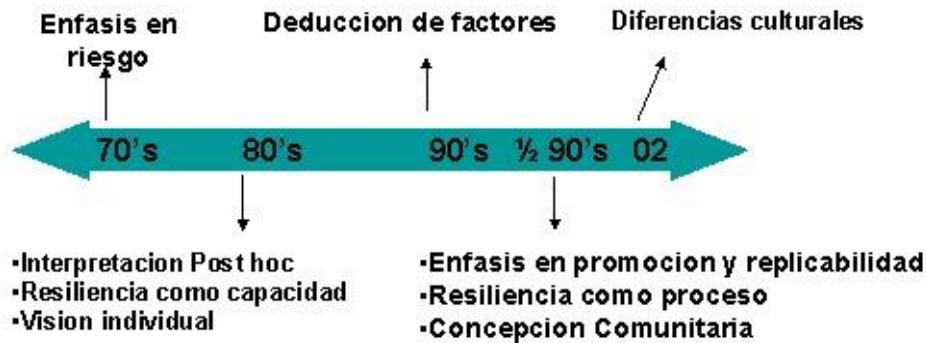 Enfasis en
riesgo
Deduccion de factores
Diferencias culturales
70's 80's 90's ½ 90's 02
•Interpretacion Post hoc
•Resiliencia como capacidad
•Vision individual
•Enfasis en promocion y replicabilidad
•Resiliencia como proceso
•Concepcion Comunitaria